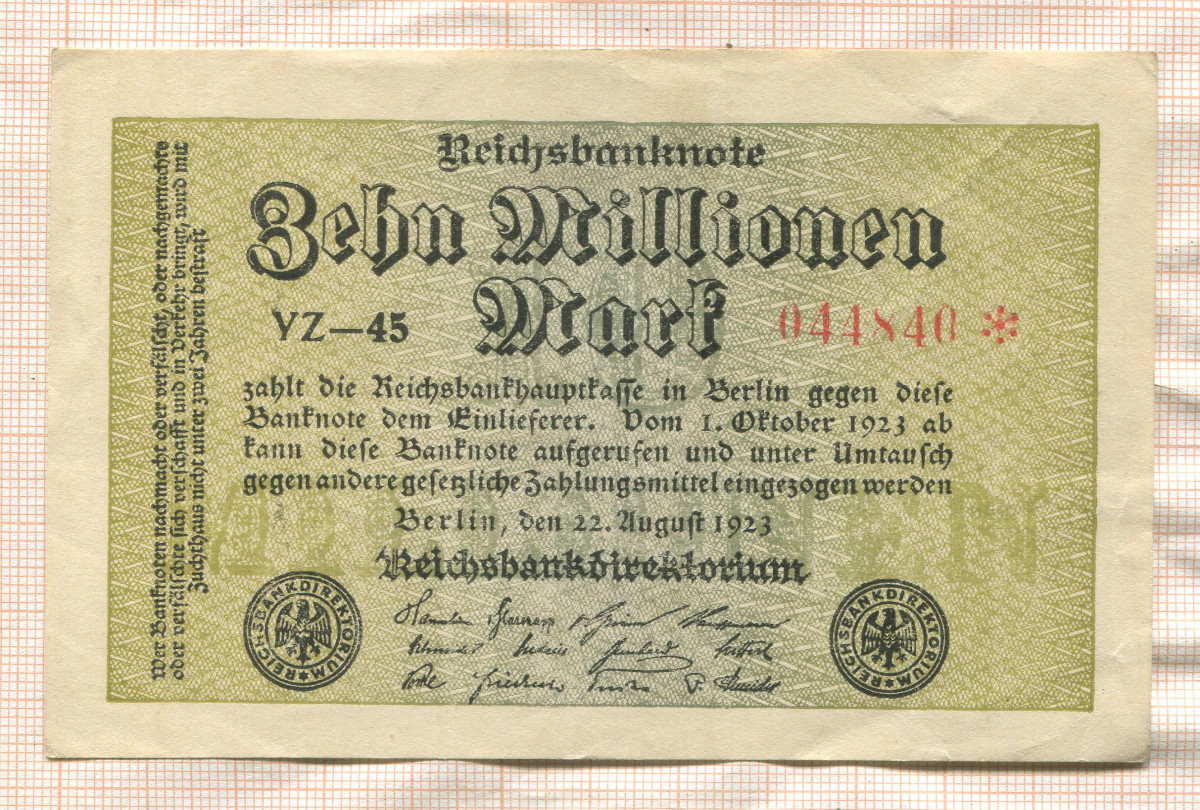 Reichsbanknote
Zehn Millionen
Mark
YZ—45
044840 *
zahlt die Reichsbankhauptkasse in Berlin gegen diese
Banknote dem Einlieferer. Vom 1. Oktober 1923 ab
kann diese Banknote aufgerufen und unter Umtausch
gegen andere gesetzliche Zahlungsmittel eingezogen werden
Berlin, den 22. August 1923
Reichsbankdirektorium
REICHSBANKDIREKTORIUM
REICHSBANKDIREKTORIUM
Wer Banknoten nachmacht oder verfälscht, oder nachgemachte
oder verfälschte sich verschafft und in Verkehr bringt, wird mit
Zuchthaus nicht unter zwei Jahren bestraft